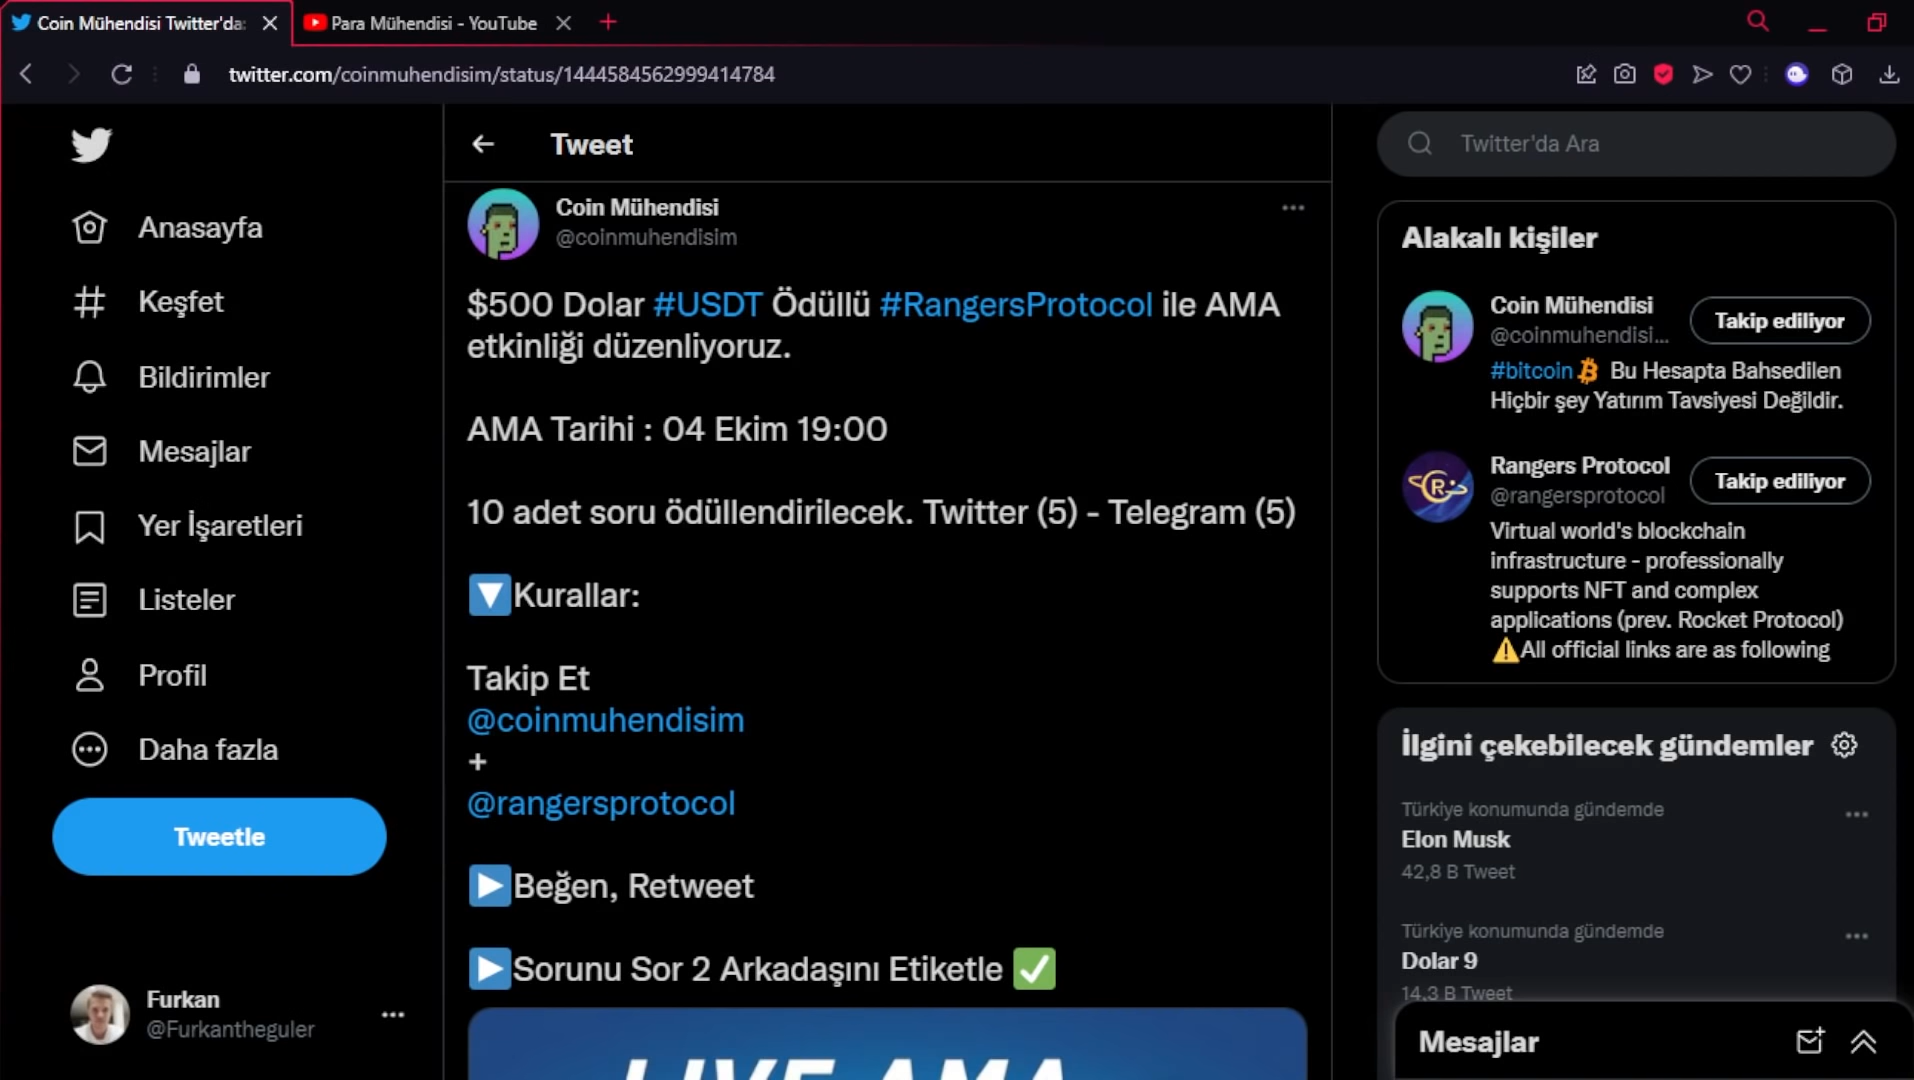 Coin Mühendisi Twitter'da:
Para Mühendisi - YouTube
twitter.com/coinmuhendisim/status/1444584562999414784
Anasayfa
Keşfet
Bildirimler
Mesajlar
Yer İşaretleri
Listeler
Profil
Daha fazla
Tweetle
Furkan
@Furkantheguler
Tweet
Coin Mühendisi
@coinmuhendisim
$500 Dolar #USDT Ödüllü #RangersProtocol ile AMA
etkinliği düzenliyoruz.
AMA Tarihi : 04 Ekim 19:00
10 adet soru ödüllendirilecek. Twitter (5) - Telegram (5)
🔽Kurallar:
Takip Et
@coinmuhendisim
+
@rangersprotocol
▶️Beğen, Retweet
▶️Sorunu Sor 2 Arkadaşını Etiketle ✅
LIVE AMA
Twitter'da Ara
Alakalı kişiler
Coin Mühendisi
@coinmuhendisi...
Takip ediliyor
#bitcoin Bu Hesapta Bahsedilen
Hiçbir şey Yatırım Tavsiyesi Değildir.
Rangers Protocol
@rangersprotocol
Takip ediliyor
Virtual world's blockchain
infrastructure - professionally
supports NFT and complex
applications (prev. Rocket Protocol)
⚠️All official links are as following
İlgini çekebilecek gündemler
Türkiye konumunda gündemde
Elon Musk
42,8 B Tweet
Türkiye konumunda gündemde
Dolar 9
14,3 B Tweet
Mesajlar